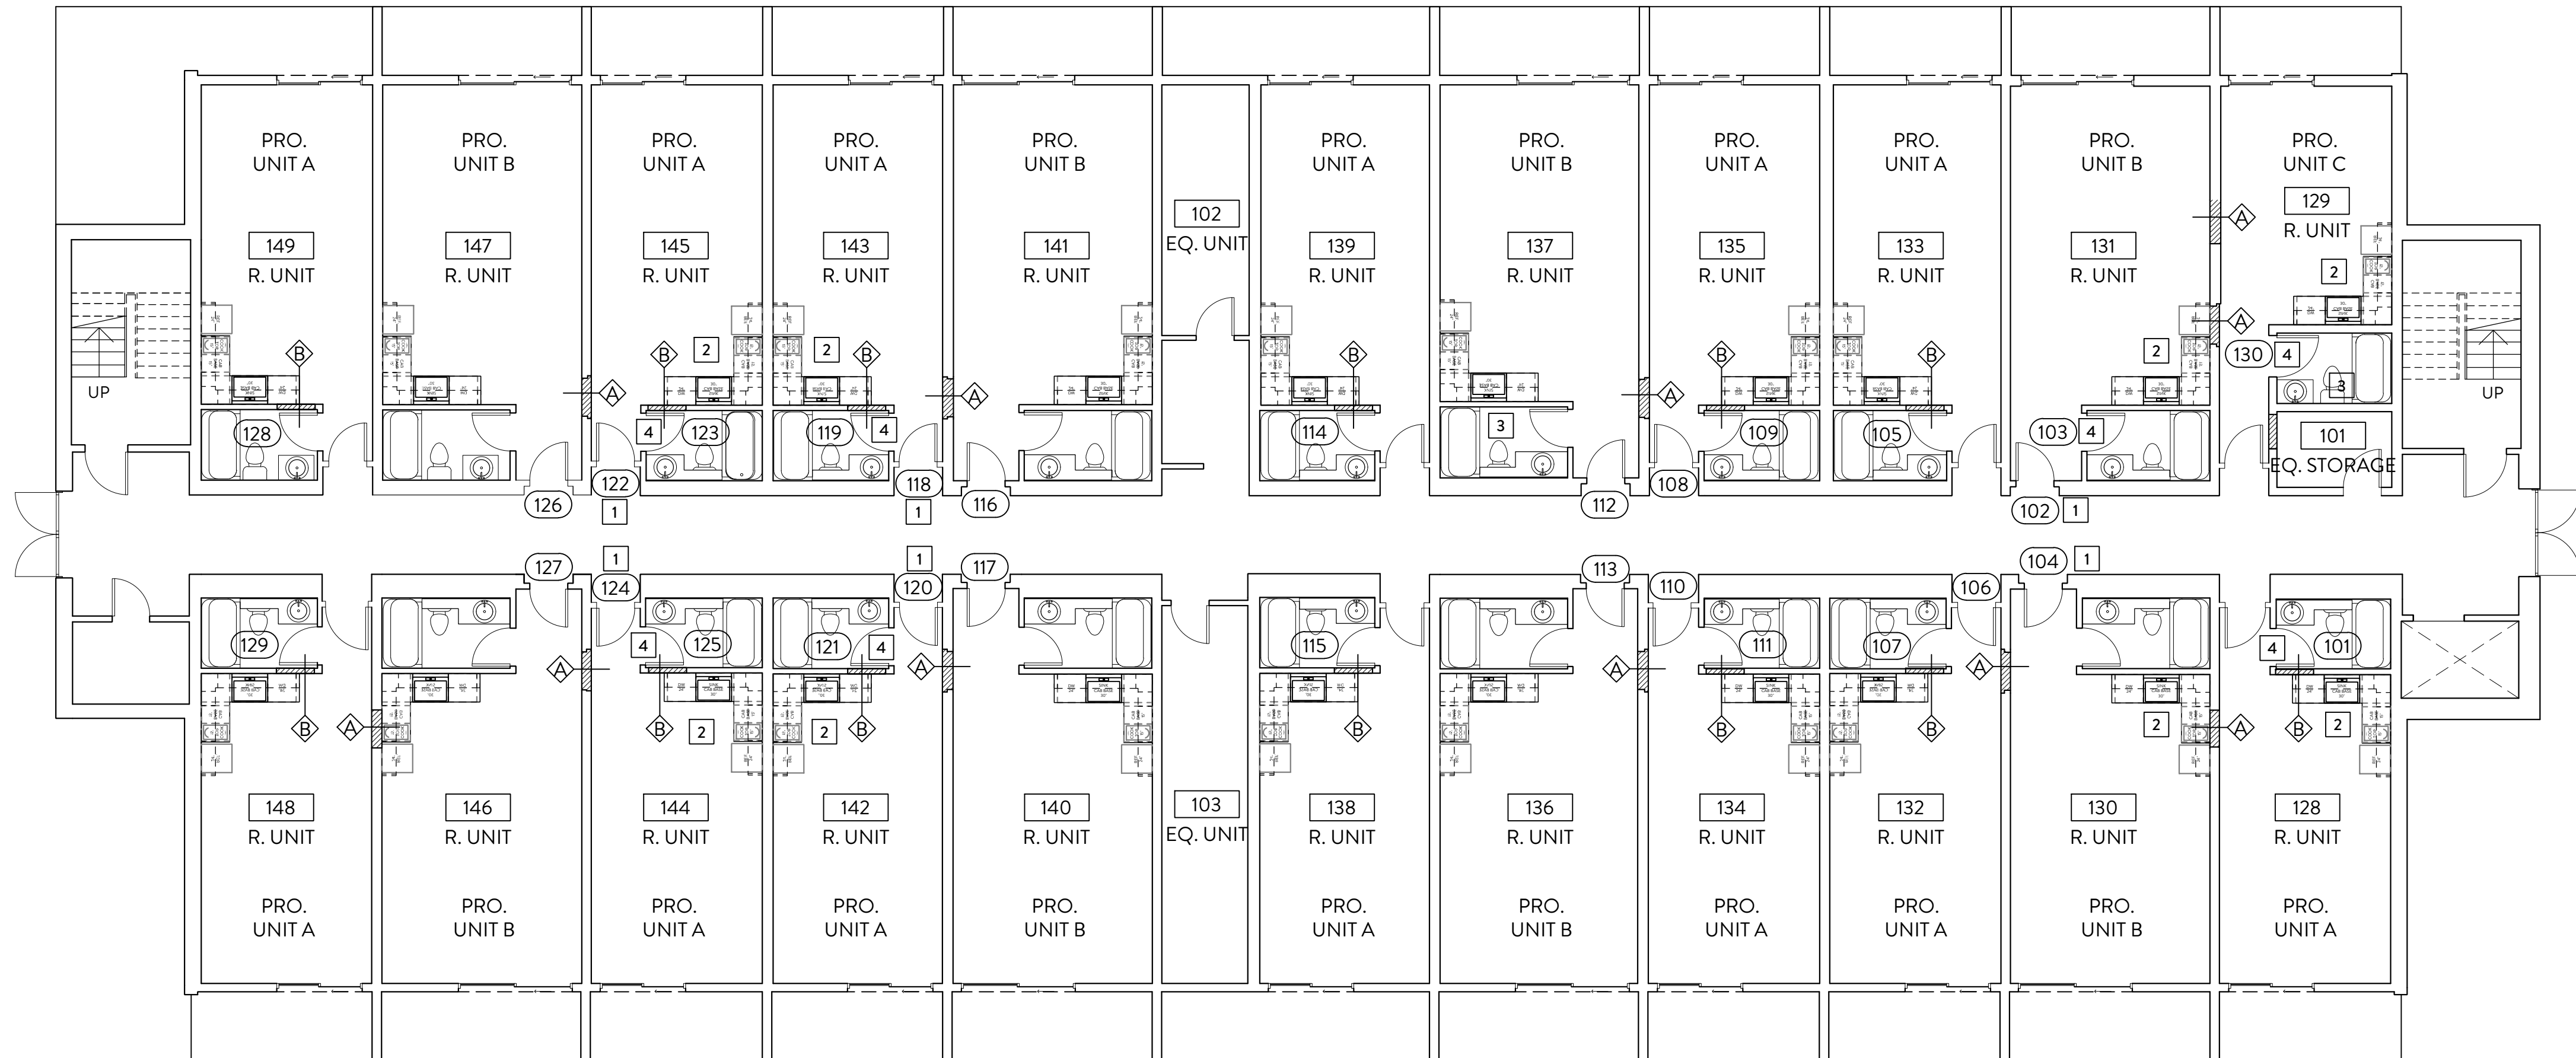 PRO.
UNIT A
PRO.
UNIT B
PRO.
UNIT A
PRO.
UNIT A
PRO.
UNIT B
PRO.
UNIT A
PRO.
UNIT B
PRO.
UNIT A
PRO.
UNIT A
PRO.
UNIT B
PRO.
UNIT C
129
R. UNIT
102
EQ. UNIT
A
149
R. UNIT
147
R. UNIT
145
R. UNIT
143
R. UNIT
141
R. UNIT
139
R. UNIT
137
R. UNIT
135
R. UNIT
133
R. UNIT
131
R. UNIT
2
A
B
B
2
2
B
B
B
B
2
130
4
3
UP
UP
A
A
A
128
4
123
119
4
114
3
109
105
103
4
101
EQ. STORAGE
126
122
118
116
112
108
102
1
1
1
127
1
124
1
120
117
113
110
106
104
1
129
4
125
121
4
115
111
107
4
101
A
A
A
A
B
A
B
2
2
B
B
B
B
2
A
B
2
148
R. UNIT
146
R. UNIT
144
R. UNIT
142
R. UNIT
140
R. UNIT
103
EQ. UNIT
138
R. UNIT
136
R. UNIT
134
R. UNIT
132
R. UNIT
130
R. UNIT
128
R. UNIT
PRO.
UNIT A
PRO.
UNIT B
PRO.
UNIT A
PRO.
UNIT A
PRO.
UNIT B
PRO.
UNIT A
PRO.
UNIT B
PRO.
UNIT A
PRO.
UNIT A
PRO.
UNIT B
PRO.
UNIT A